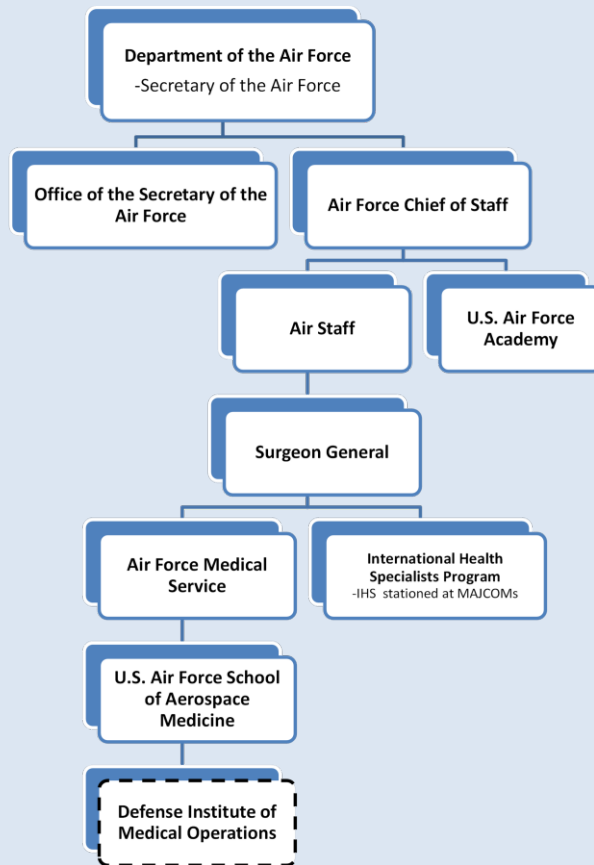 Department of the Air Force
-Secretary of the Air Force
Office of the Secretary of the
Air Force
Air Force Chief of Staff
Air Staff
U.S. Air Force
Academy
Surgeon General
Air Force Medical
Service
International Health
Specialists Program
-IHS stationed at MAJCOMs
U.S. Air Force School
of Aerospace
Medicine
Defense Institute of
Medical Operations